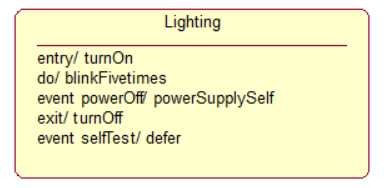 Lighting
entry/ turnOn
do/ blinkFivetimes
event powerOff/ powerSupplySelf
exit/ turnOff
event selfTest/ defer